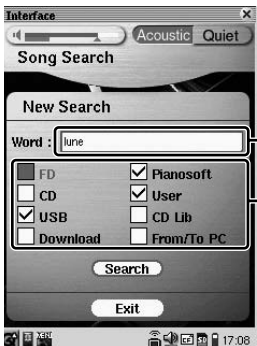 Interface
Acoustic Quiet
Song Search
New Search
Word : lune
FD Pianosoft
CD User
USB CD Lib
Download From/To PC
Search
Exit
17:08